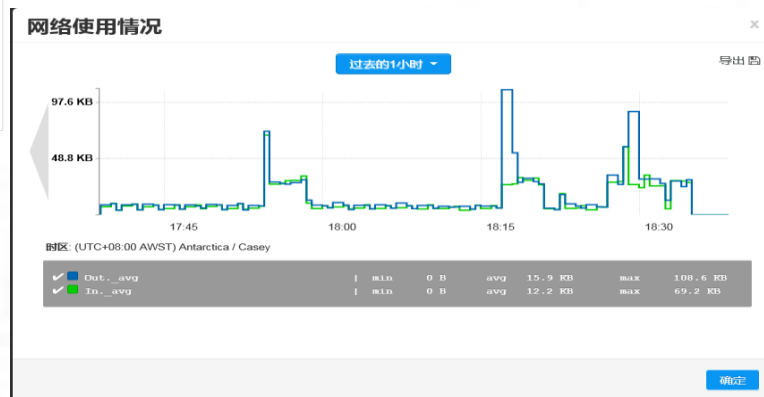 网络使用情况
×
过去的1小时
导出
97.6 KB
48.8 KB
17:45 18:00 18:15 18:30
时区: (UTC+08:00 AWST) Antarctica / Casey
Out._avg | min 0 B avg 15.9 KB max 108.6 KB
In._avg | min 0 B avg 12.2 KB max 69.2 KB
确定